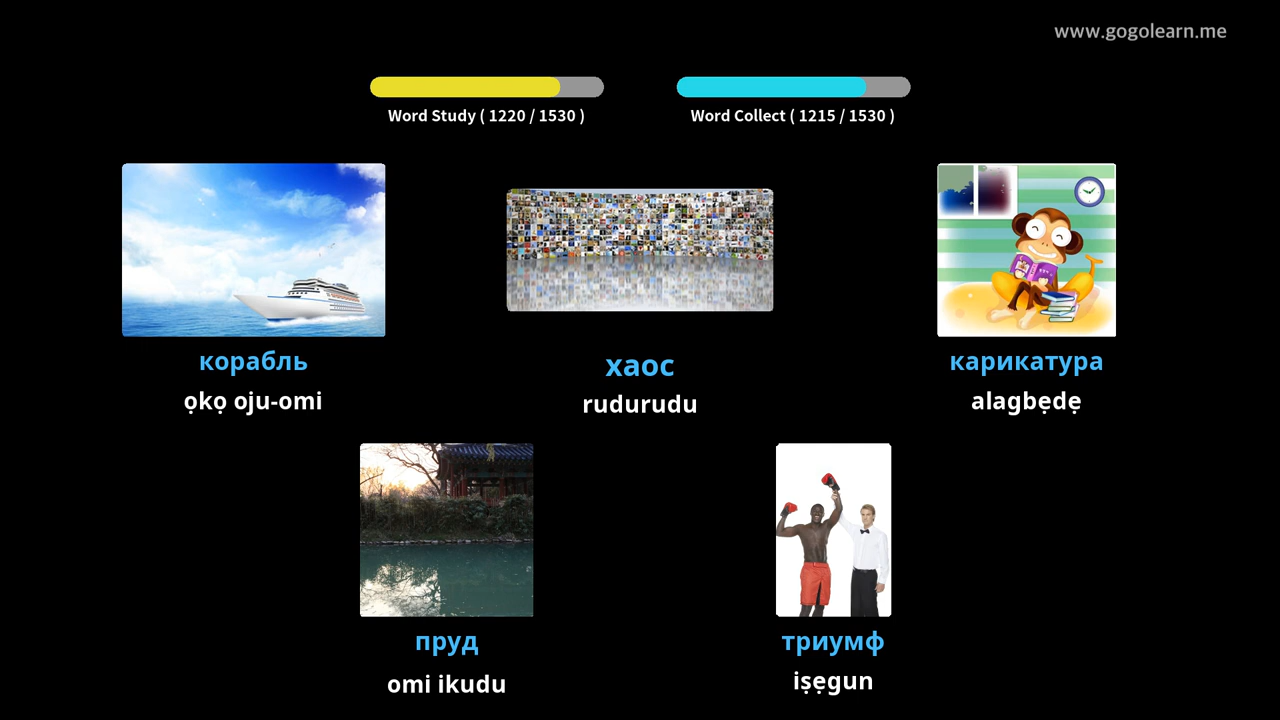 www.gogolearn.me
Word Study ( 1220 / 1530 )
Word Collect ( 1215 / 1530 )
корабль
ọkọ oju-omi
хаос
rudurudu
карикатура
alagbẹdẹ
пруд
omi ikudu
триумф
iṣẹgun